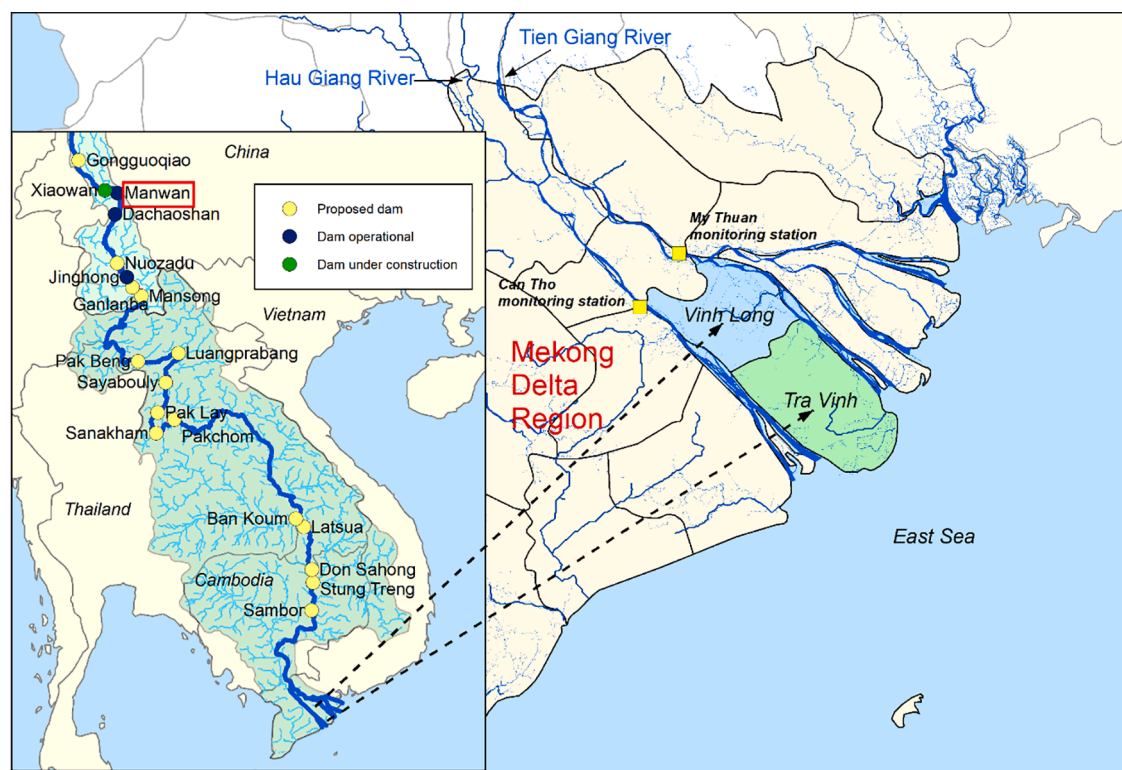 Tien Giang River
Hau Giang River
China
Gongguoqiao
Xiaowan
Manwan
Dachaoshan
Proposed dam
Dam operational
Dam under construction
Nuozadu
Jinghong
Ganlanba
Mansong
Vietnam
Luangprabang
Pak Beng
Sayabouly
Pak Lay
Sanakham
Pakchom
Thailand
Ban Koum
Latsua
Cambodia
Don Sahong
Stung Treng
Sambor
My Thuan
monitoring station
Can Tho
monitoring station
Vinh Long
Mekong
Delta
Region
Tra Vinh
East Sea